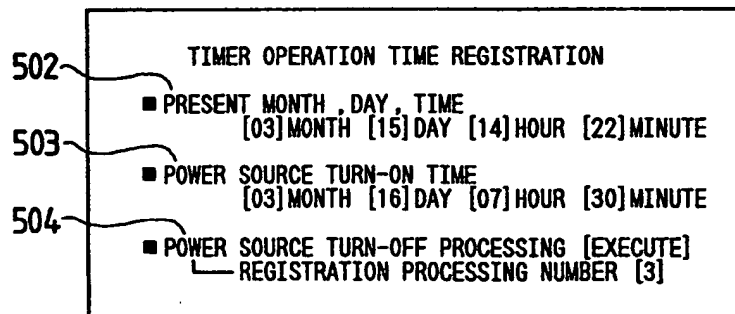 TIMER OPERATION TIME REGISTRATION
502
■ PRESENT MONTH , DAY , TIME
[03] MONTH [15] DAY [14] HOUR [22] MINUTE
503
■ POWER SOURCE TURN-ON TIME
[03] MONTH [16] DAY [07] HOUR [30] MINUTE
504
■ POWER SOURCE TURN-OFF PROCESSING [EXECUTE]
REGISTRATION PROCESSING NUMBER [3]